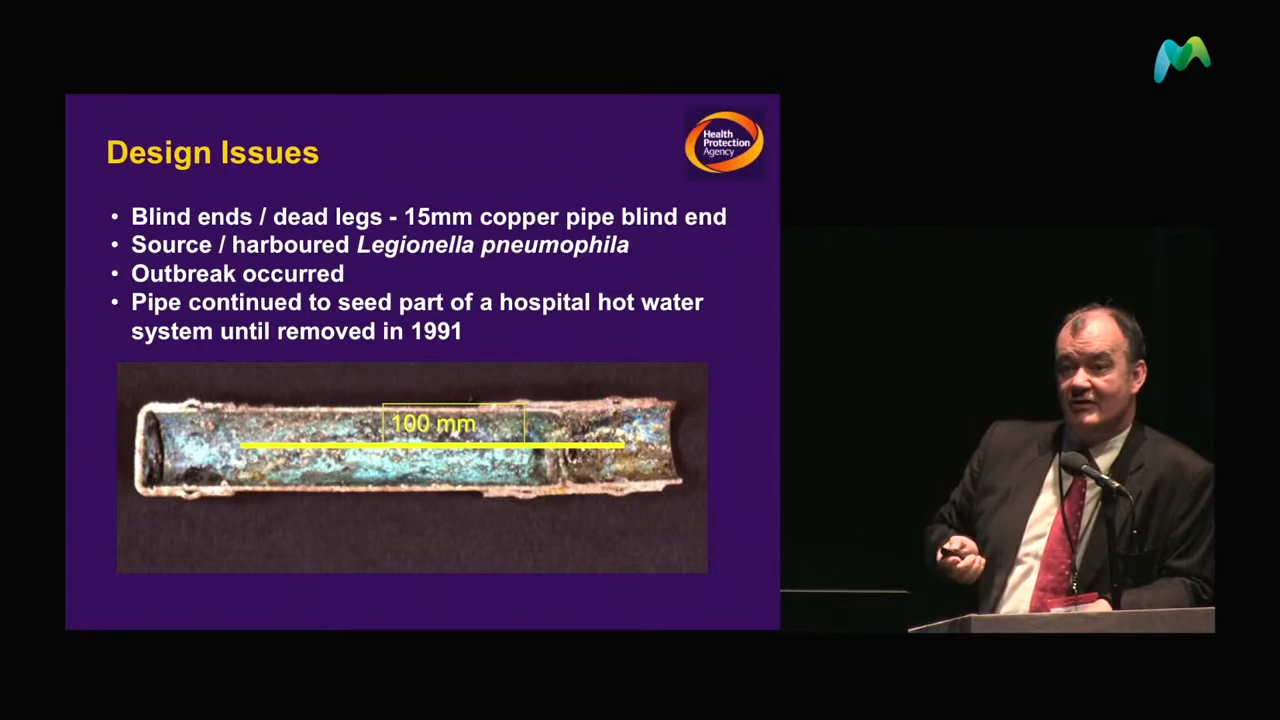 Design Issues
Health
Protection
Agency
• Blind ends / dead legs - 15mm copper pipe blind end
• Source / harboured Legionella pneumophila
• Outbreak occurred
• Pipe continued to seed part of a hospital hot water
system until removed in 1991
100 mm